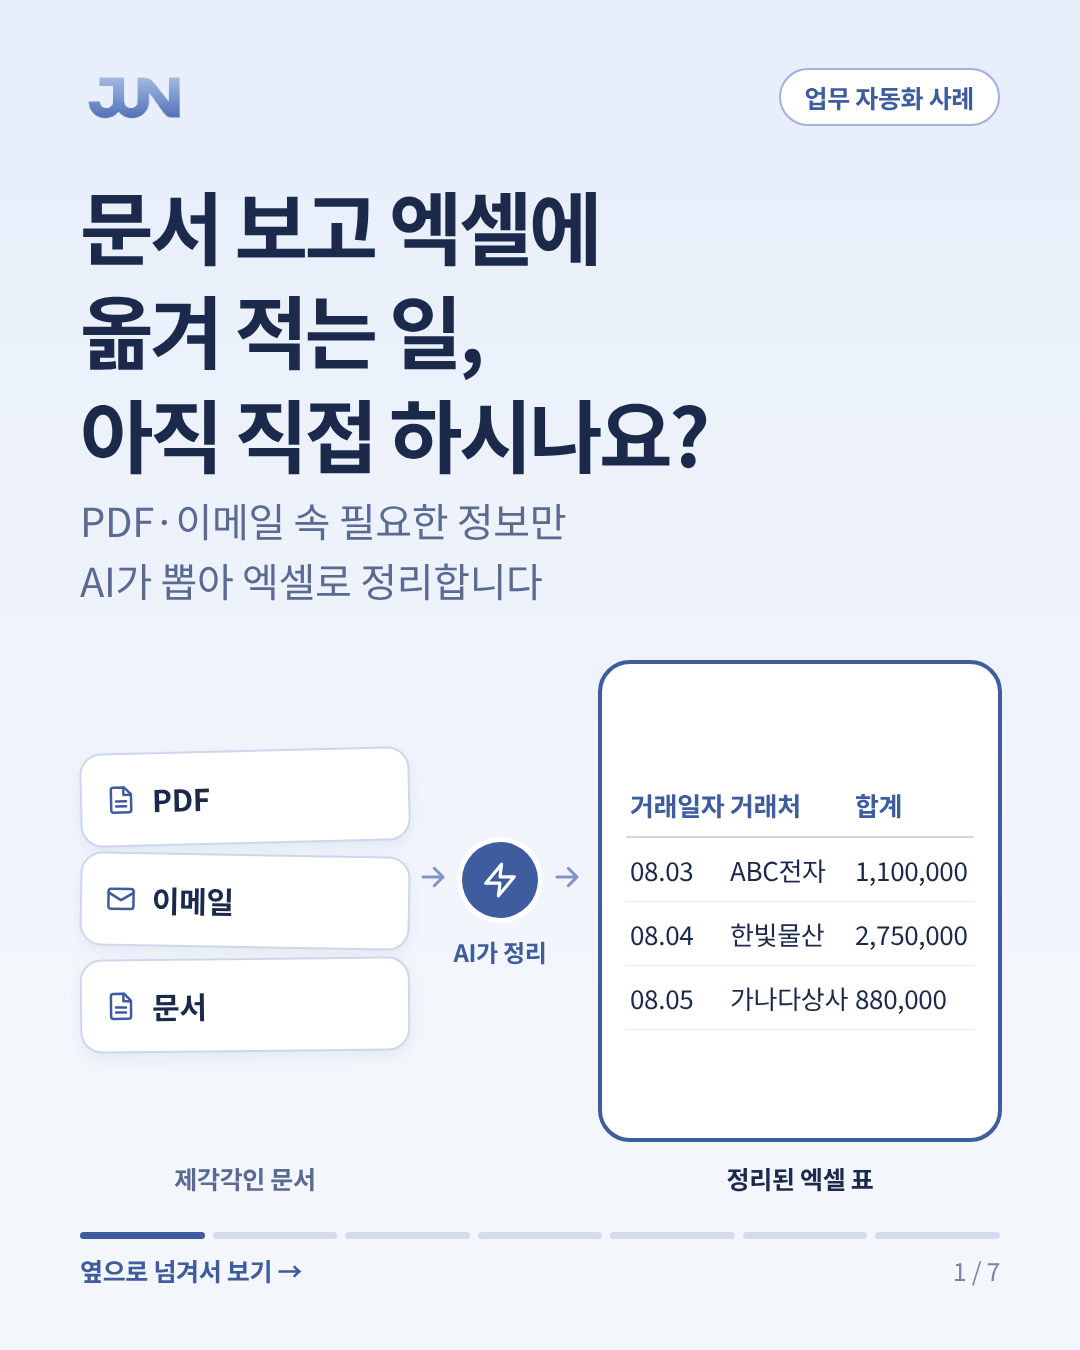 JUN
업무 자동화 사례
문서 보고 엑셀에
옮겨 적는 일,
아직 직접 하시나요?
PDF·이메일 속 필요한 정보만
AI가 뽑아 엑셀로 정리합니다
PDF
이메일
문서
AI가 정리
거래일자 거래처 합계
08.03 ABC전자 1,100,000
08.04 한빛물산 2,750,000
08.05 가나다상사 880,000
제각각인 문서
정리된 엑셀 표
옆으로 넘겨서 보기 →
1 / 7